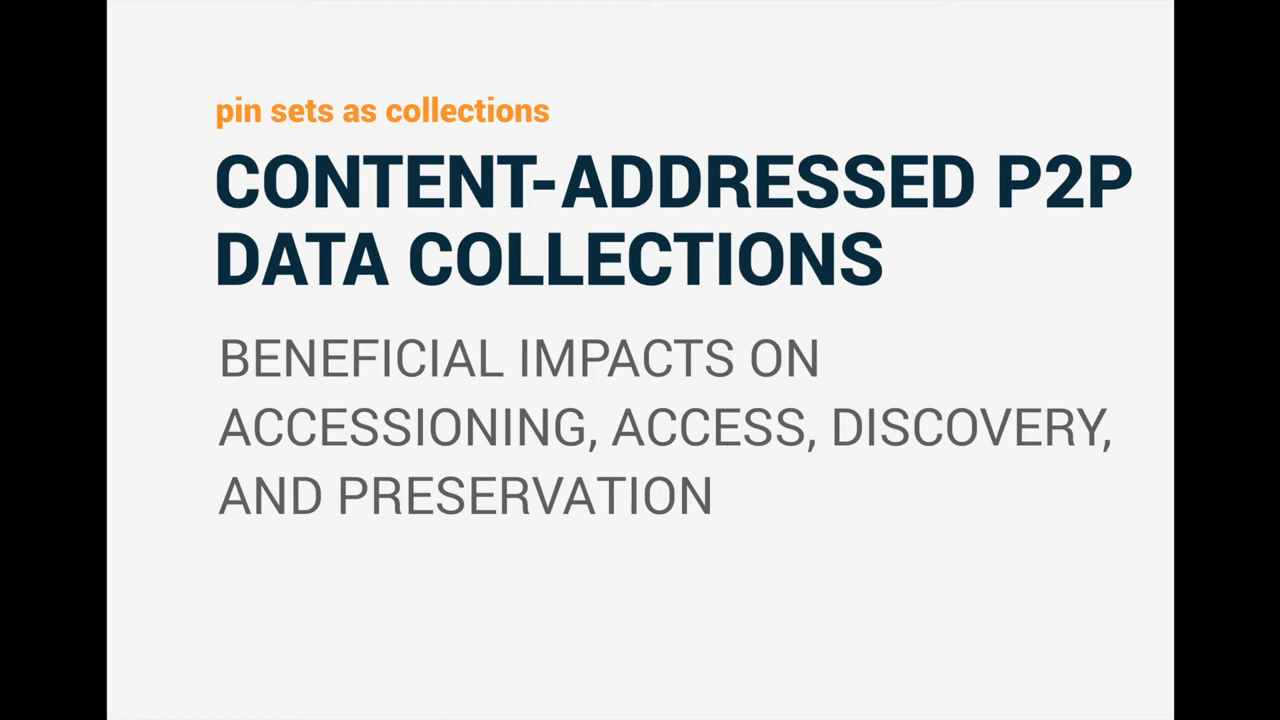 pin sets as collections
CONTENT-ADDRESSED P2P
DATA COLLECTIONS
BENEFICIAL IMPACTS ON
ACCESSIONING, ACCESS, DISCOVERY,
AND PRESERVATION